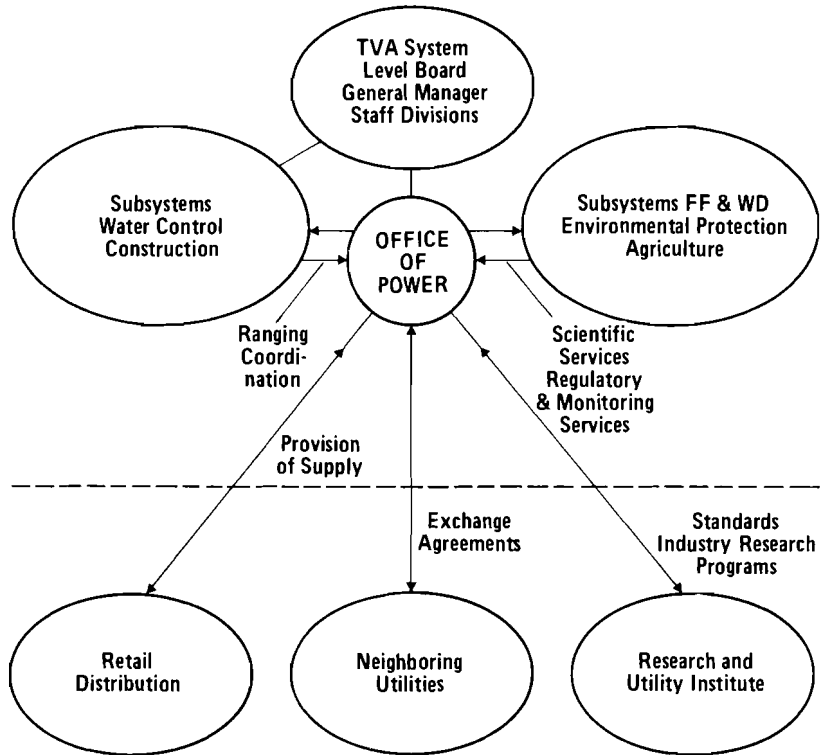 TVA System
Level Board
General Manager
Staff Divisions
Subsystems
Water Control
Construction
OFFICE
OF
POWER
Subsystems FF & WD
Environmental Protection
Agriculture
Ranging
Coordi-
nation
Scientific
Services
Regulatory
& Monitoring
Services
Provision
of Supply
Exchange
Agreements
Standards
Industry Research
Programs
Retail
Distribution
Neighboring
Utilities
Research and
Utility Institute